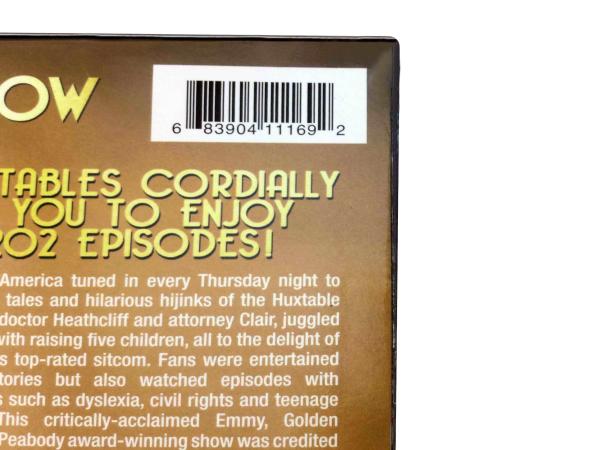 OW
6 83904 11169 2
TABLES CORDIALLY
YOU TO ENJOY
202 EPISODES!
America tuned in every Thursday night to
tales and hilarious hijinks of the Huxtable
doctor Heathcliff and attorney Clair, juggled
with raising five children, all to the delight of
s top-rated sitcom. Fans were entertained
tories but also watched episodes with
s such as dyslexia, civil rights and teenage
This critically-acclaimed Emmy, Golden
Peabody award-winning show was credited